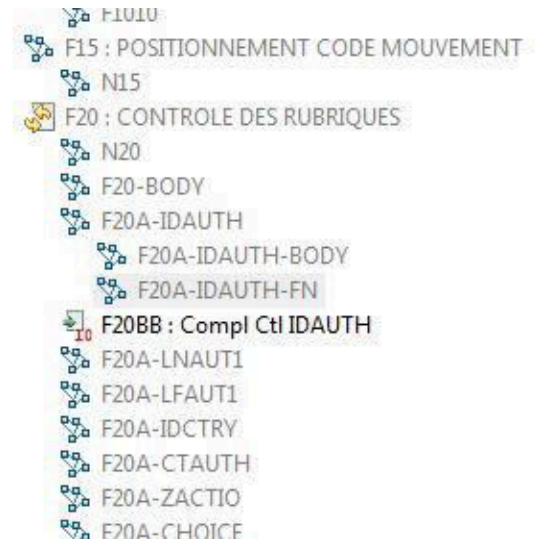 F1010
F15 : POSITIONNEMENT CODE MOUVEMENT
N15
F20 : CONTROLE DES RUBRIQUES
N20
F20-BODY
F20A-IDAUTH
F20A-IDAUTH-BODY
F20A-IDAUTH-FN
F20BB : Compl Ctl IDAUTH
F20A-LNAUT1
F20A-LFAUT1
F20A-IDCTRY
F20A-CTAUTH
F20A-ZACTIO
F20A-CHOICE